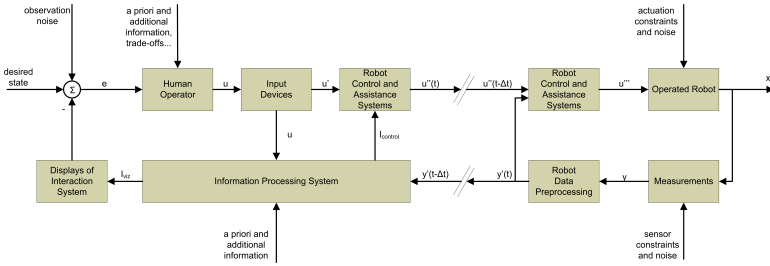 observation
noise
a priori and
additional
information,
trade-offs...
actuation
constraints
and noise
desired
state
Σ
-
e
Human
Operator
u
Input
Devices
u'
Robot
Control and
Assistance
Systems
u''(t)
u''(t-Δt)
Robot
Control and
Assistance
Systems
u'''
Operated Robot
x
u
Icontrol
Displays of
Interaction
System
Iviz
Information Processing System
y'(t-Δt)
y'(t)
Robot
Data
Preprocessing
y
Measurements
a priori and
additional
information
sensor
constraints
and noise